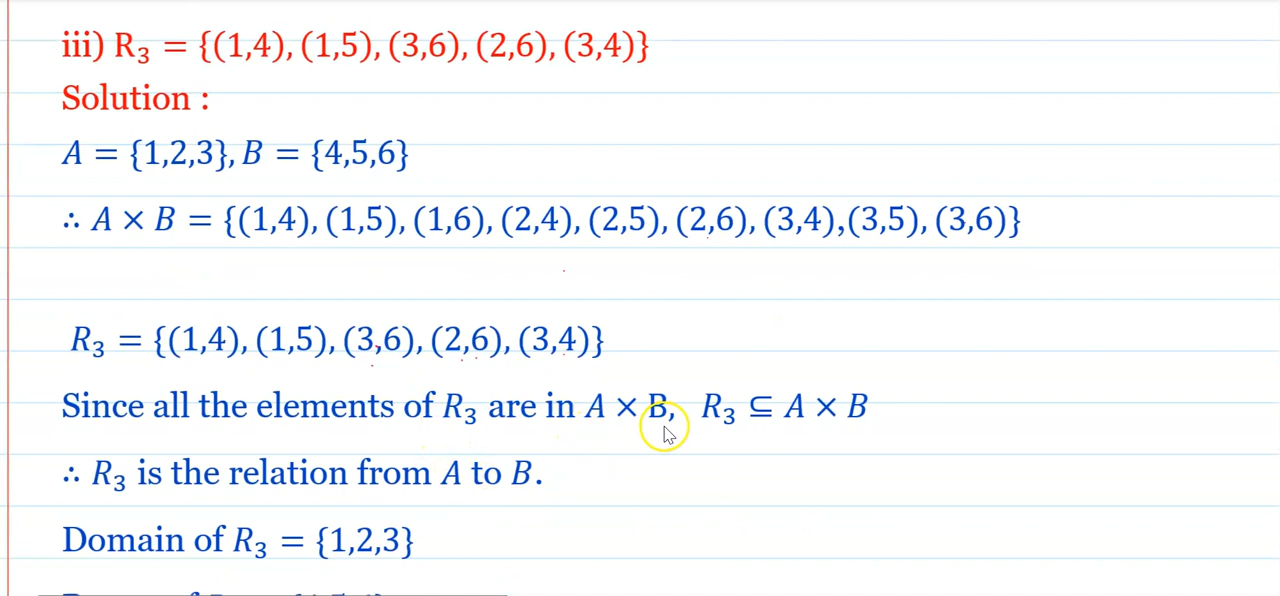 iii) R₃ = {(1,4), (1,5), (3,6), (2,6), (3,4)}
Solution :
A = {1,2,3}, B = {4,5,6}
∴ A × B = {(1,4), (1,5), (1,6), (2,4), (2,5), (2,6), (3,4),(3,5), (3,6)}
R₃ = {(1,4), (1,5), (3,6), (2,6), (3,4)}
Since all the elements of R₃ are in A × B, R₃ ⊆ A × B
∴ R₃ is the relation from A to B.
Domain of R₃ = {1,2,3}